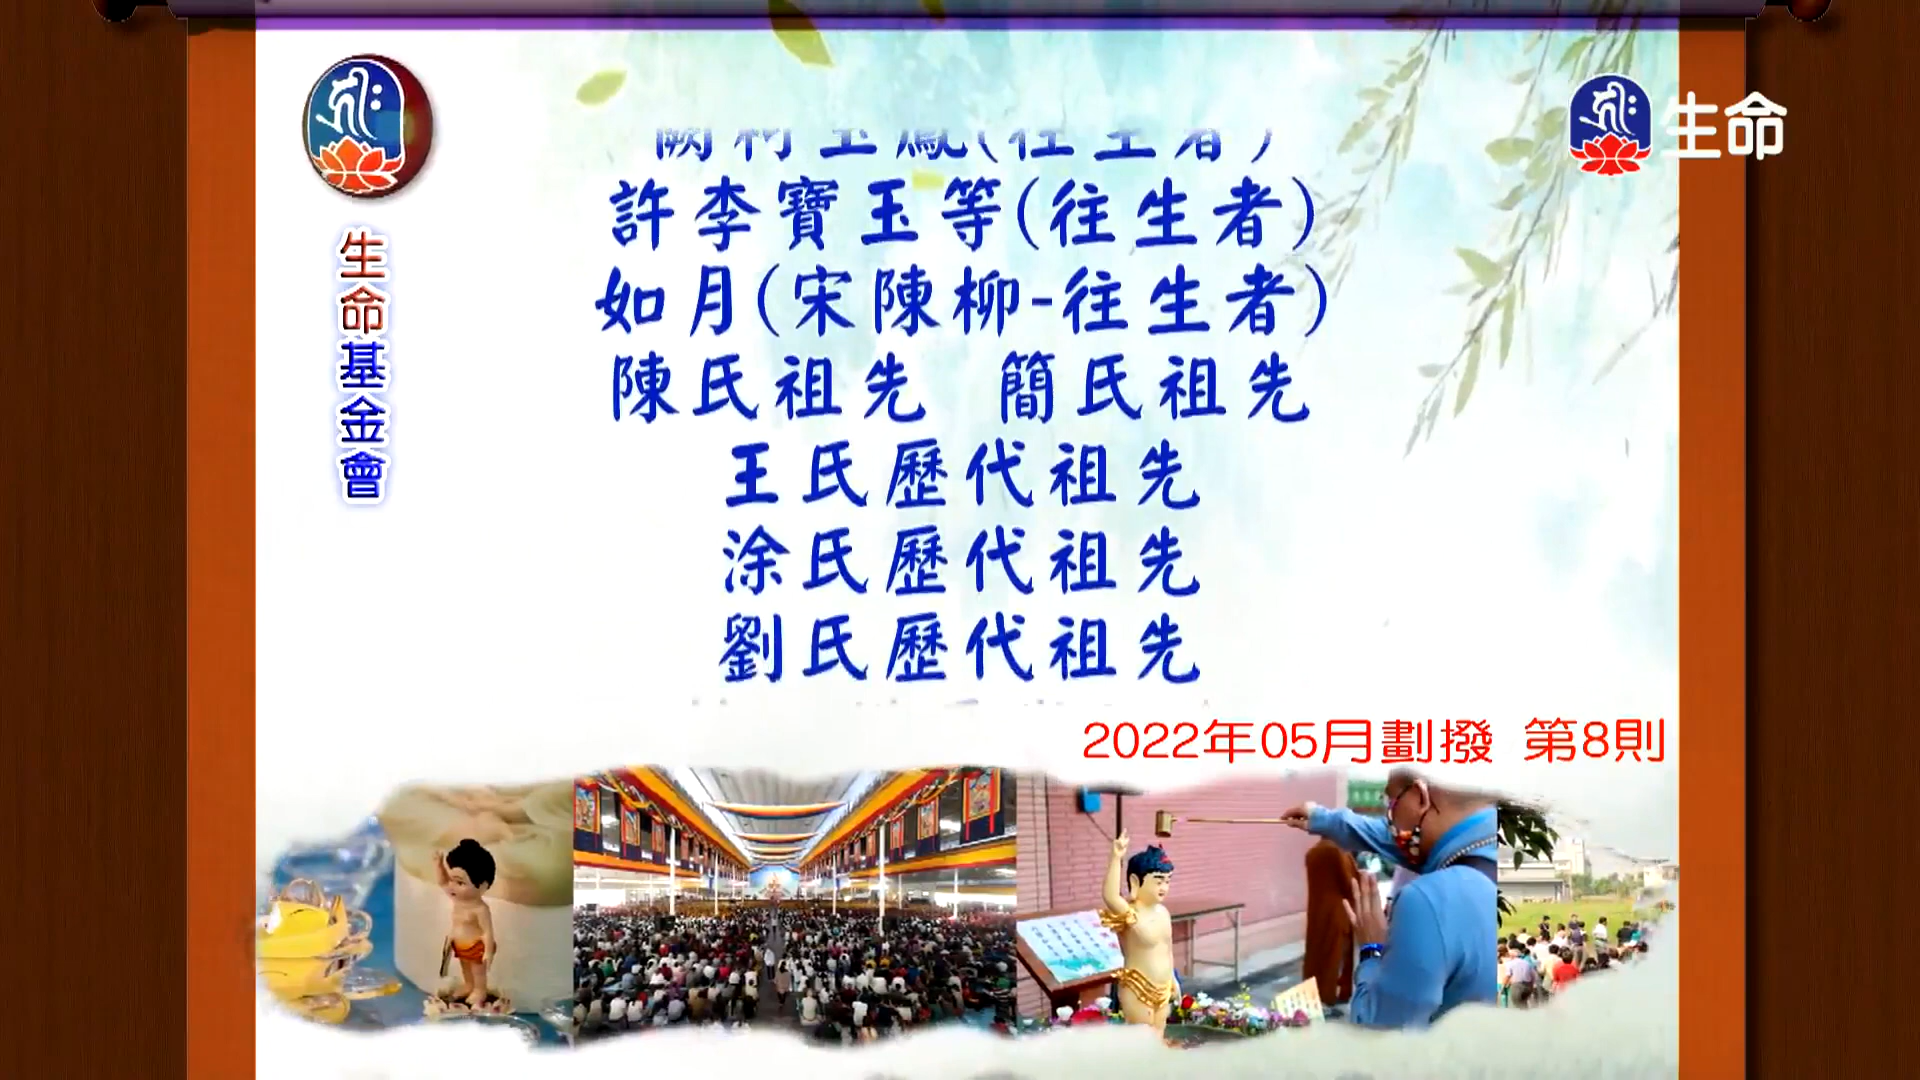 生命
生命基金會
許李寶玉等(往生者)
如月(宋陳柳-往生者)
陳氏祖先 簡氏祖先
王氏歷代祖先
涂氏歷代祖先
劉氏歷代祖先
2022年05月劃撥 第8則